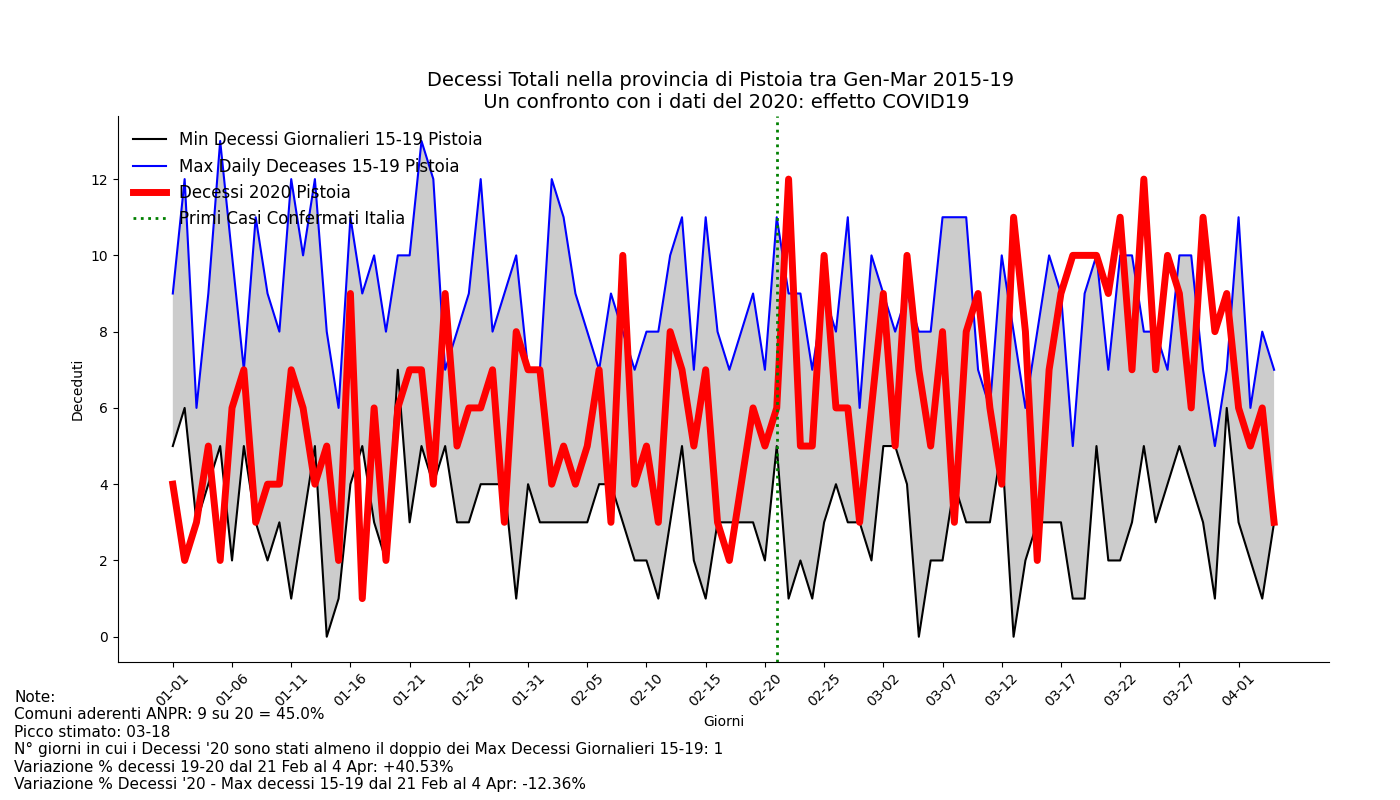 Decessi Totali nella provincia di Pistoia tra Gen-Mar 2015-19
Un confronto con i dati del 2020: effetto COVID19
Min Decessi Giornalieri 15-19 Pistoia
Max Daily Deceases 15-19 Pistoia
Decessi 2020 Pistoia
Primi Casi Confermati Italia
Deceduti
12
10
8
6
4
2
0
01-01 01-06 01-11 01-16 01-21 01-26 01-31 02-05 02-10 02-15 02-20 02-25 03-02 03-07 03-12 03-17 03-22 03-27 04-01
Giorni
Note:
Comuni aderenti ANPR: 9 su 20 = 45.0%
Picco stimato: 03-18
N° giorni in cui i Decessi '20 sono stati almeno il doppio dei Max Decessi Giornalieri 15-19: 1
Variazione % decessi 19-20 dal 21 Feb al 4 Apr: +40.53%
Variazione % Decessi '20 - Max decessi 15-19 dal 21 Feb al 4 Apr: -12.36%